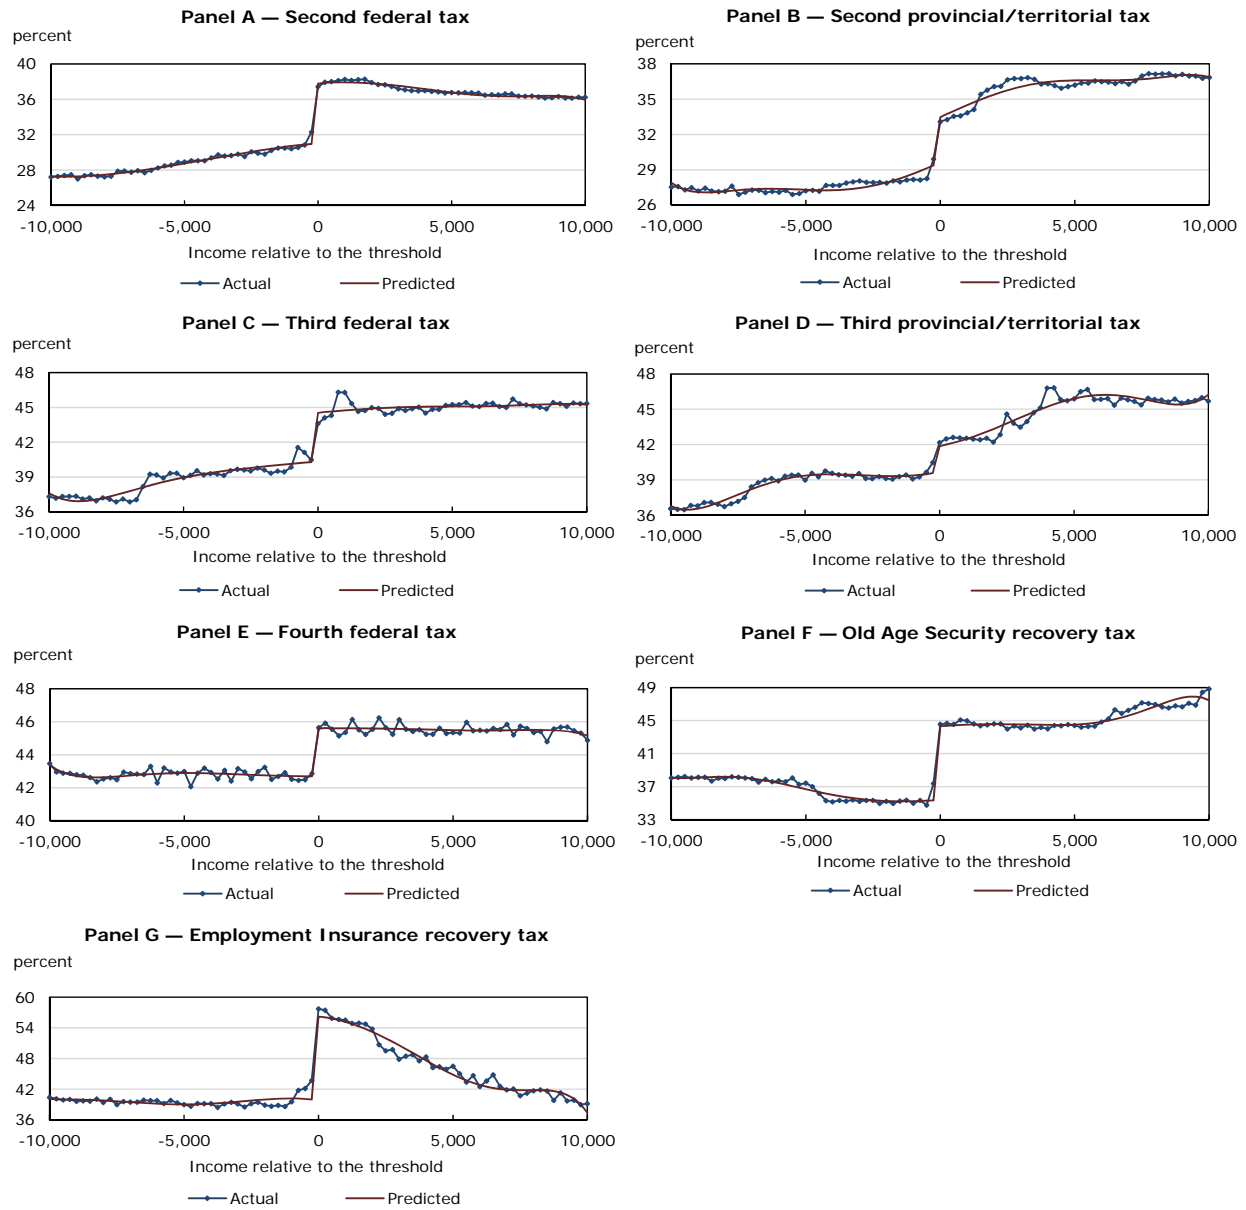 Panel A — Second federal tax
percent
40
36
32
28
24
-10,000 -5,000 0 5,000 10,000
Income relative to the threshold
Actual Predicted
Panel B — Second provincial/territorial tax
percent
38
35
32
29
26
-10,000 -5,000 0 5,000 10,000
Income relative to the threshold
Actual Predicted
Panel C — Third federal tax
percent
48
45
42
39
36
-10,000 -5,000 0 5,000 10,000
Income relative to the threshold
Actual Predicted
Panel D — Third provincial/territorial tax
percent
48
45
42
39
36
-10,000 -5,000 0 5,000 10,000
Income relative to the threshold
Actual Predicted
Panel E — Fourth federal tax
percent
48
46
44
42
40
-10,000 -5,000 0 5,000 10,000
Income relative to the threshold
Actual Predicted
Panel F — Old Age Security recovery tax
percent
49
45
41
37
33
-10,000 -5,000 0 5,000 10,000
Income relative to the threshold
Actual Predicted
Panel G — Employment Insurance recovery tax
percent
60
54
48
42
36
-10,000 -5,000 0 5,000 10,000
Income relative to the threshold
Actual Predicted